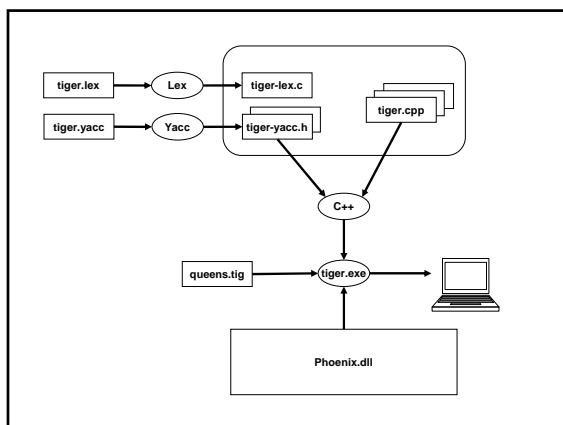 tiger.lex
Lex
tiger-lex.c
tiger.cpp
tiger.yacc
Yacc
tiger-yacc.h
C++
queens.tig
tiger.exe
Phoenix.dll